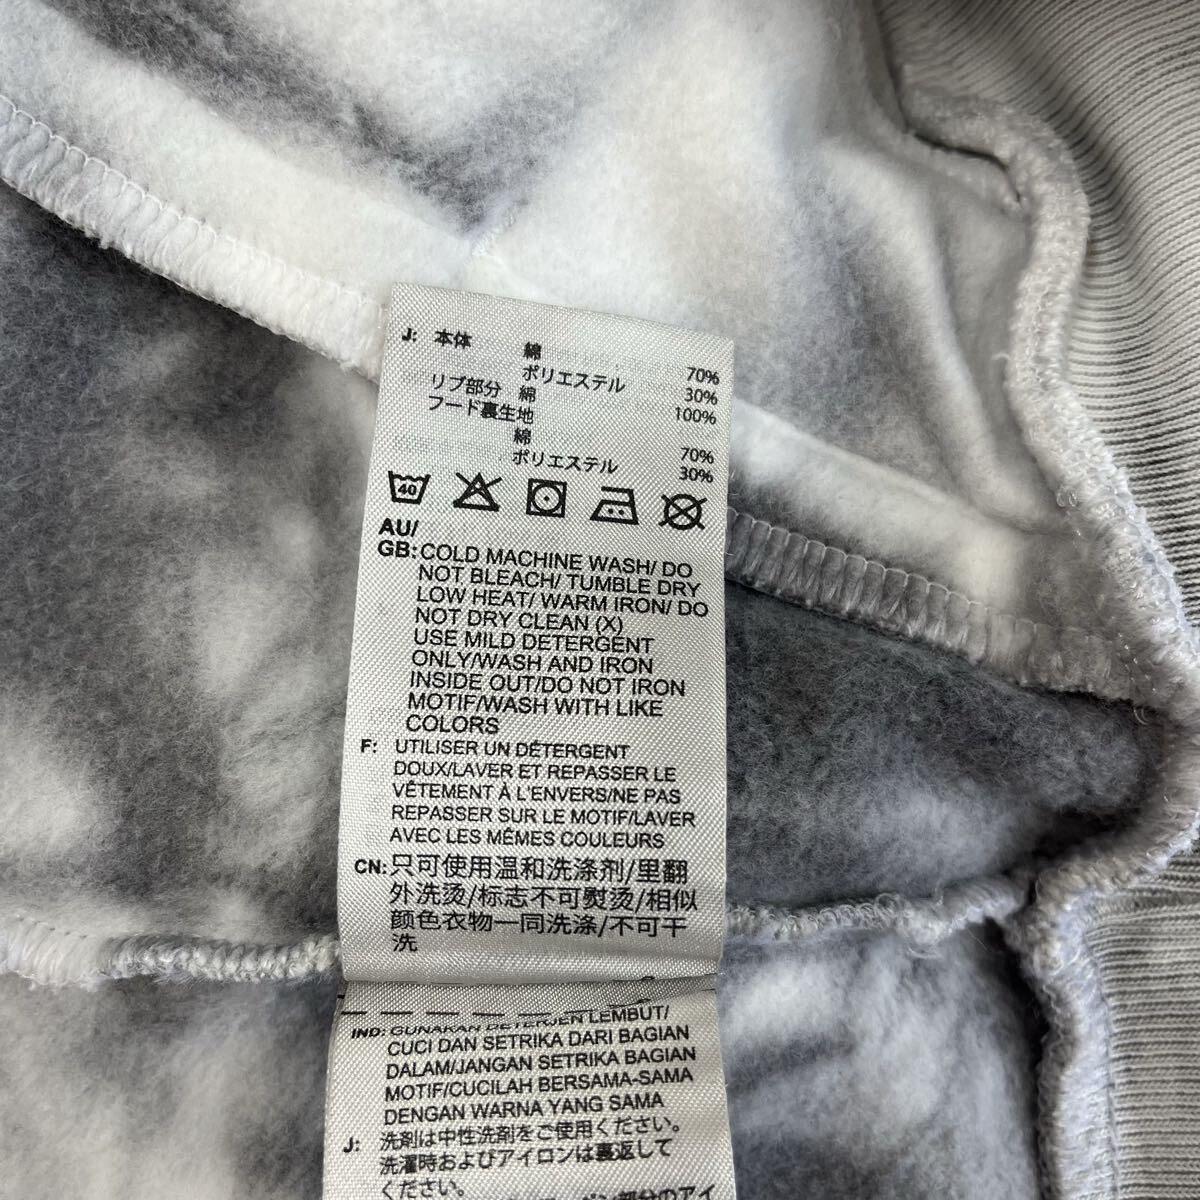 J: 本体 綿 70%
ポリエステル 30%
リブ部分 綿 100%
フード裏生地
綿 70%
ポリエステル 30%
40
AU/
GB: COLD MACHINE WASH/ DO
NOT BLEACH/ TUMBLE DRY
LOW HEAT/ WARM IRON/ DO
NOT DRY CLEAN (X)
USE MILD DETERGENT
ONLY/WASH AND IRON
INSIDE OUT/DO NOT IRON
MOTIF/WASH WITH LIKE
COLORS
F: UTILISER UN DÉTERGENT
DOUX/LAVER ET REPASSER LE
VÊTEMENT À L'ENVERS/NE PAS
REPASSER SUR LE MOTIF/LAVER
AVEC LES MÊMES COULEURS
CN: 只可使用温和洗涤剂/里翻
外洗烫/标志不可熨烫/相似
颜色衣物一同洗涤/不可干
洗
IND: GUNAKAN DETERJEN LEMBUT/
CUCI DAN SETRIKA DARI BAGIAN
DALAM/JANGAN SETRIKA BAGIAN
MOTIF/CUCILAH BERSAMA-SAMA
DENGAN WARNA YANG SAMA
J: 洗剤は中性洗剤をご使用ください。
洗濯時およびアイロンは裏返して
ください。
部分のアイ